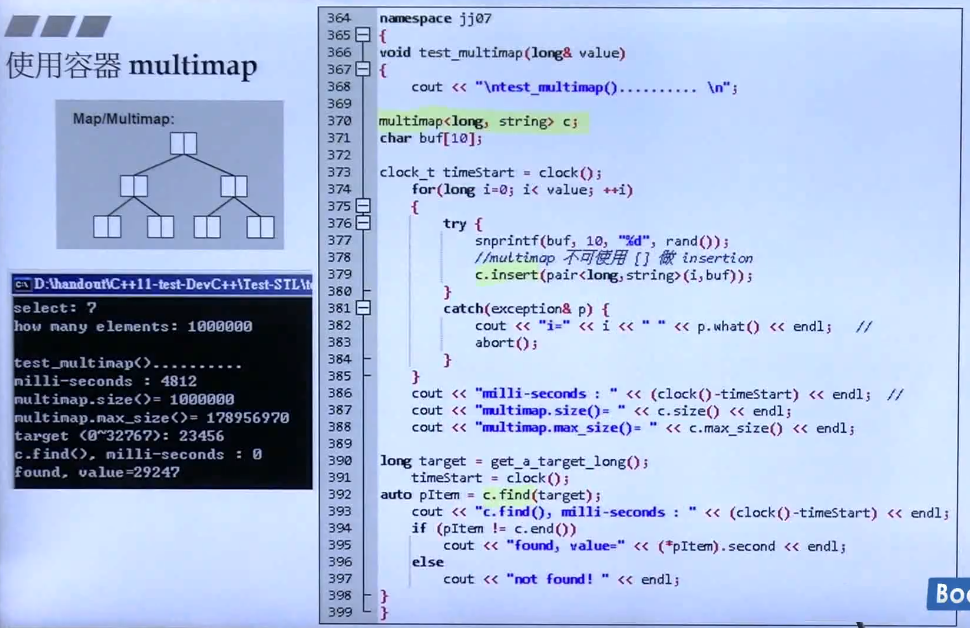 使用容器 multimap
Map/Multimap:
D:\handout\C++11-test-DevC++\Test-STL\t
select: 7
how many elements: 1000000
test_multimap()..........
milli-seconds : 4812
multimap.size()= 1000000
multimap.max_size()= 178956970
target (0~32767): 23456
c.find(), milli-seconds : 0
found, value=29247
364 namespace jj07
365 {
366 void test_multimap(long& value)
367 {
368 cout << "\ntest_multimap().......... \n";
369
370 multimap<long, string> c;
371 char buf[10];
372
373 clock_t timeStart = clock();
374 for(long i=0; i< value; ++i)
375 {
376 try {
377 snprintf(buf, 10, "%d", rand());
378 //multimap 不可使用 [] 做 insertion
379 c.insert(pair<long,string>(i,buf));
380 }
381 catch(exception& p) {
382 cout << "i=" << i << " " << p.what() << endl; //
383 abort();
384 }
385 }
386 cout << "milli-seconds : " << (clock()-timeStart) << endl; //
387 cout << "multimap.size()= " << c.size() << endl;
388 cout << "multimap.max_size()= " << c.max_size() << endl;
389
390 long target = get_a_target_long();
391 timeStart = clock();
392 auto pItem = c.find(target);
393 cout << "c.find(), milli-seconds : " << (clock()-timeStart) << endl;
394 if (pItem != c.end())
395 cout << "found, value=" << (*pItem).second << endl;
396 else
397 cout << "not found! " << endl;
398 }
399 }